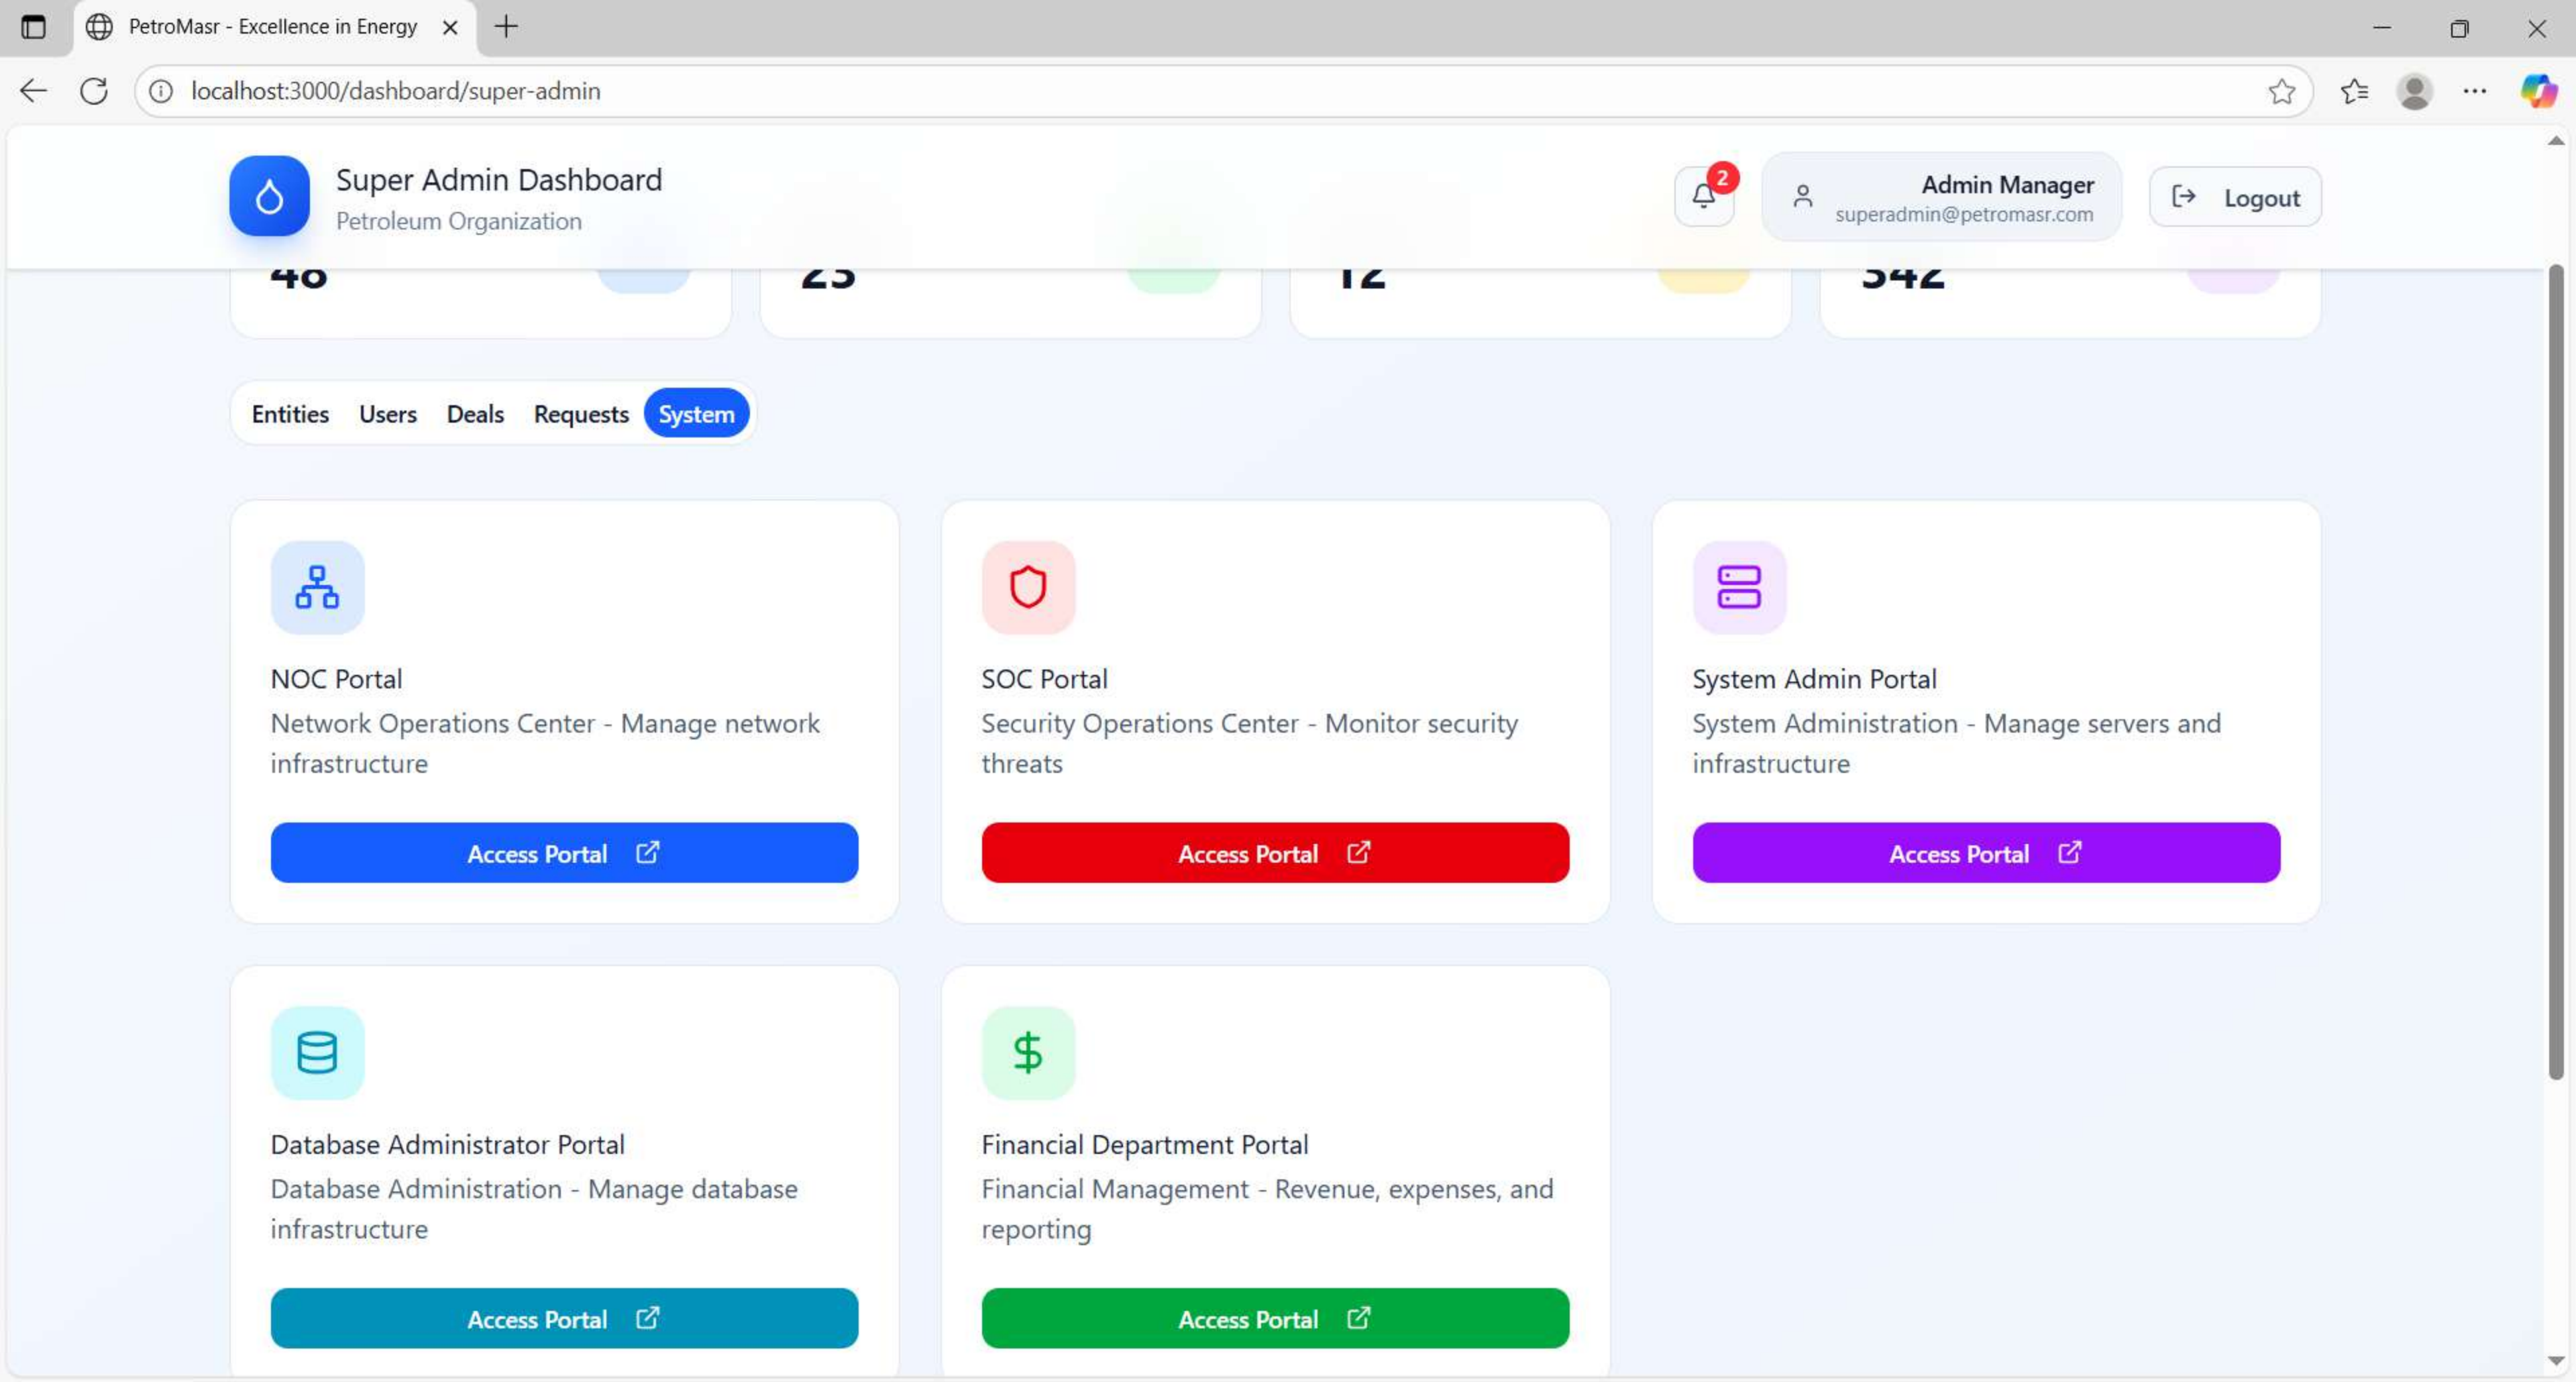 PetroMasr - Excellence in Energy
localhost:3000/dashboard/super-admin
Super Admin Dashboard
Petroleum Organization
2
Admin Manager
superadmin@petromasr.com
Logout
48
23
12
342
Entities Users Deals Requests System
NOC Portal
Network Operations Center - Manage network
infrastructure
Access Portal
SOC Portal
Security Operations Center - Monitor security
threats
Access Portal
System Admin Portal
System Administration - Manage servers and
infrastructure
Access Portal
Database Administrator Portal
Database Administration - Manage database
infrastructure
Access Portal
Financial Department Portal
Financial Management - Revenue, expenses, and
reporting
Access Portal